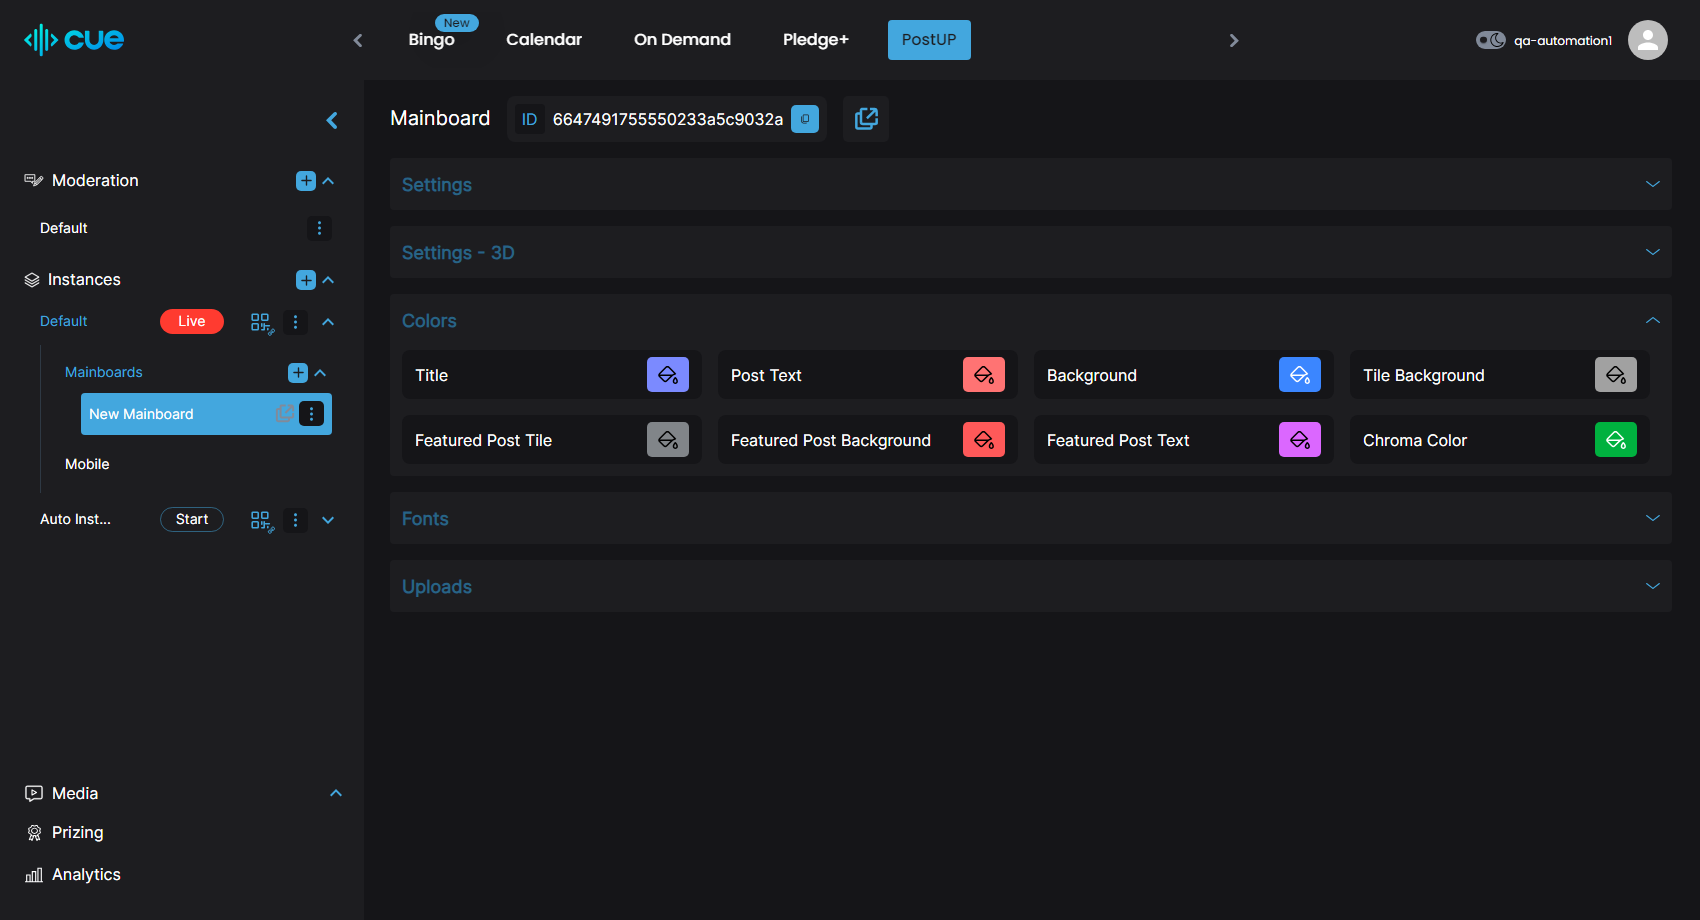 cue
New
Bingo
Calendar
On Demand
Pledge+
PostUP
qa-automation1
Mainboard
ID
6647491755550233a5c9032a
Moderation
Default
Instances
Default
Live
Mainboards
New Mainboard
Mobile
Auto Inst...
Start
Media
Prizing
Analytics
Settings
Settings - 3D
Colors
Title
Post Text
Background
Tile Background
Featured Post Tile
Featured Post Background
Featured Post Text
Chroma Color
Fonts
Uploads